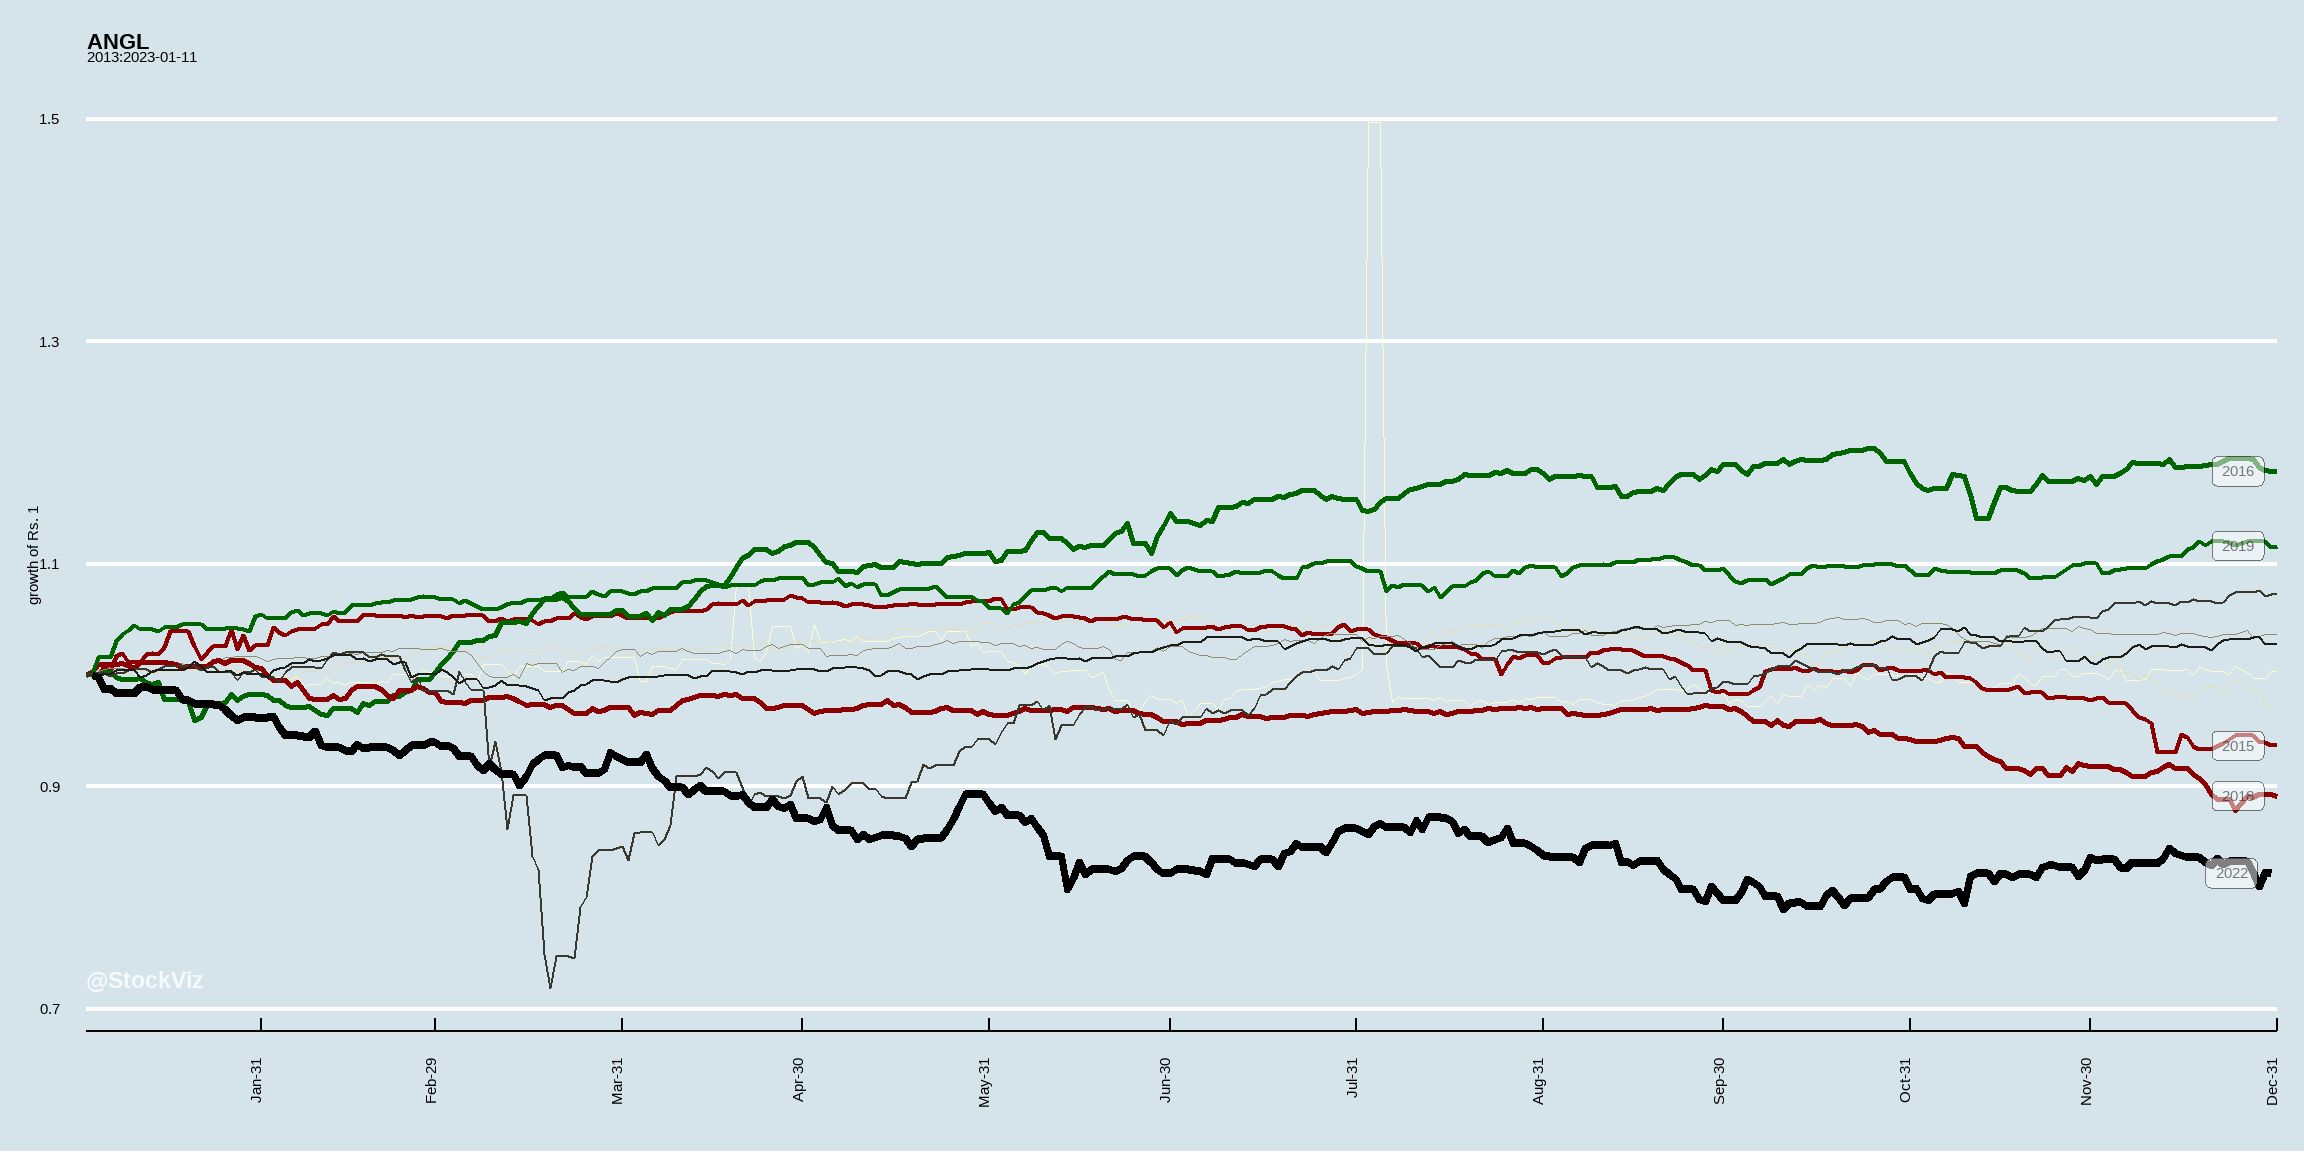 ANGL
2013:2023-01-11
growth of Rs. 1
1.5
1.3
1.1
0.9
0.7
2016
2019
2015
2018
2022
@StockViz
Jan-31
Feb-29
Mar-31
Apr-30
May-31
Jun-30
Jul-31
Aug-31
Sep-30
Oct-31
Nov-30
Dec-31